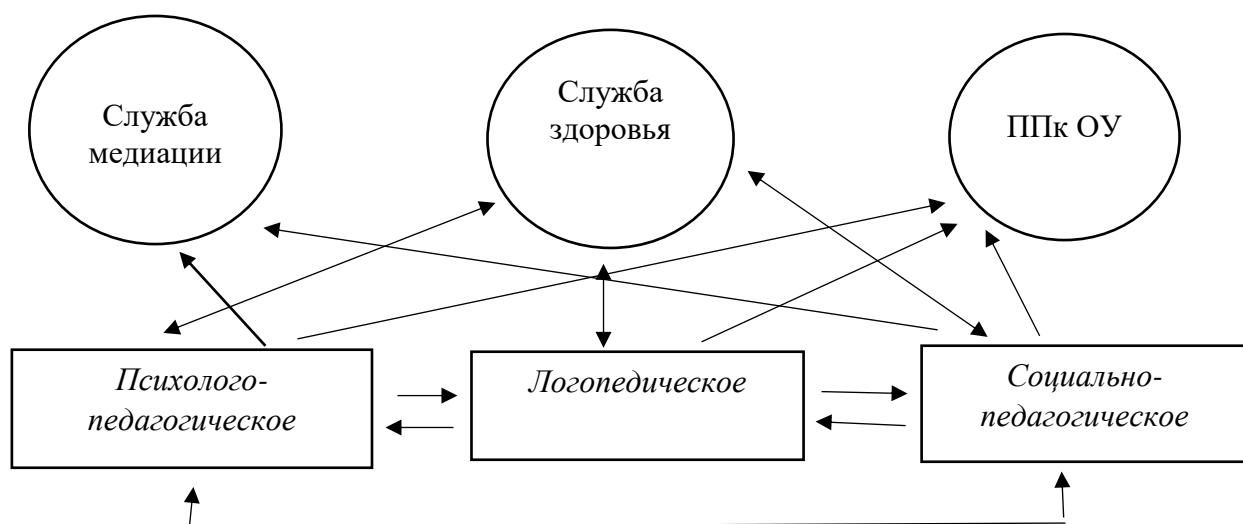 Служба
медиации
Служба
здоровья
ППк ОУ
Психолого-
педагогическое
Логопедическое
Социально-
педагогическое